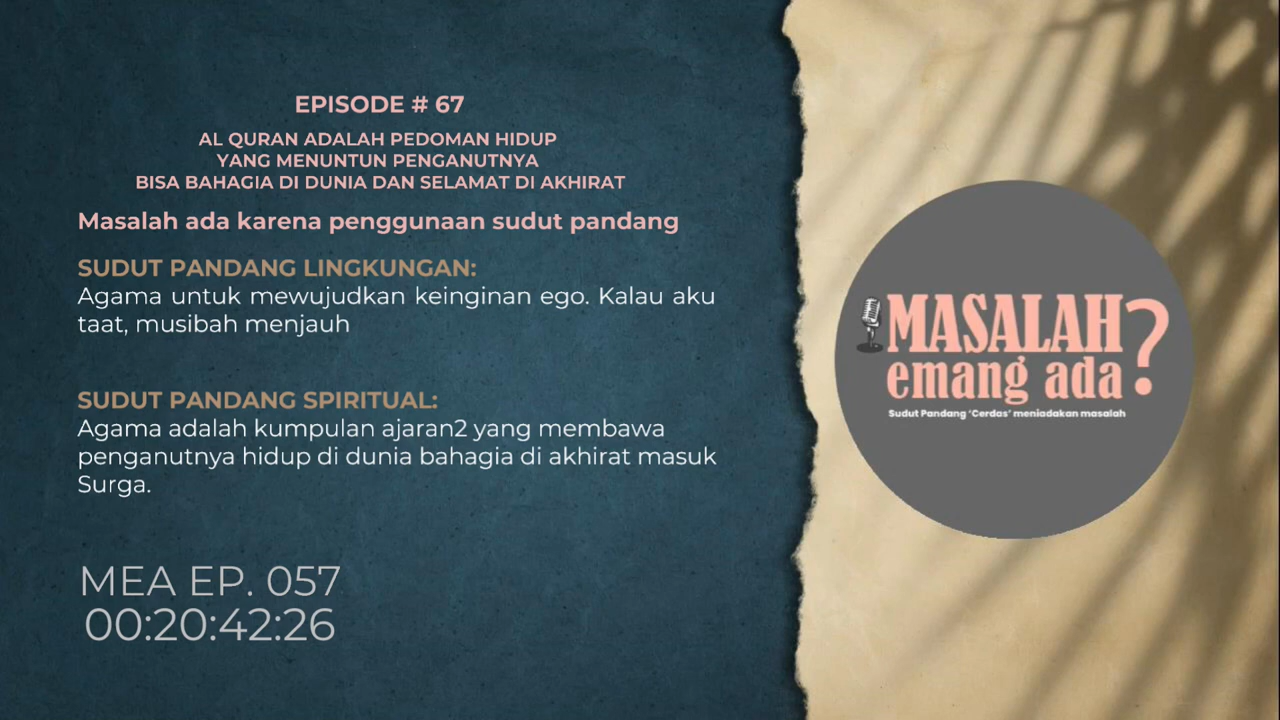 EPISODE # 67
AL QURAN ADALAH PEDOMAN HIDUP
YANG MENUNTUN PENGANUTNYA
BISA BAHAGIA DI DUNIA DAN SELAMAT DI AKHIRAT
Masalah ada karena penggunaan sudut pandang
SUDUT PANDANG LINGKUNGAN:
Agama untuk mewujudkan keinginan ego. Kalau aku
taat, musibah menjauh
SUDUT PANDANG SPIRITUAL:
Agama adalah kumpulan ajaran2 yang membawa
penganutnya hidup di dunia bahagia di akhirat masuk
Surga.
MEA EP. 057
00:20:42:26
MASALAH
emang ada?
Sudut Pandang 'Cerdas' meniadakan masalah